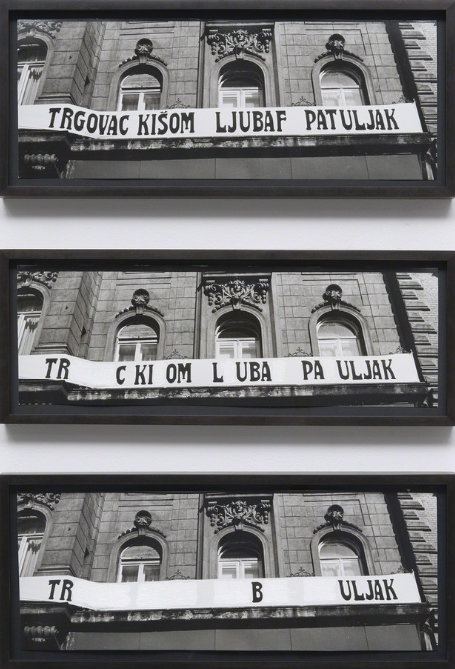 TRGOVAC KIŠOM LJUBAF PATULJAK
TR C KI OM L UBA PA ULJAK
TR B ULJAK